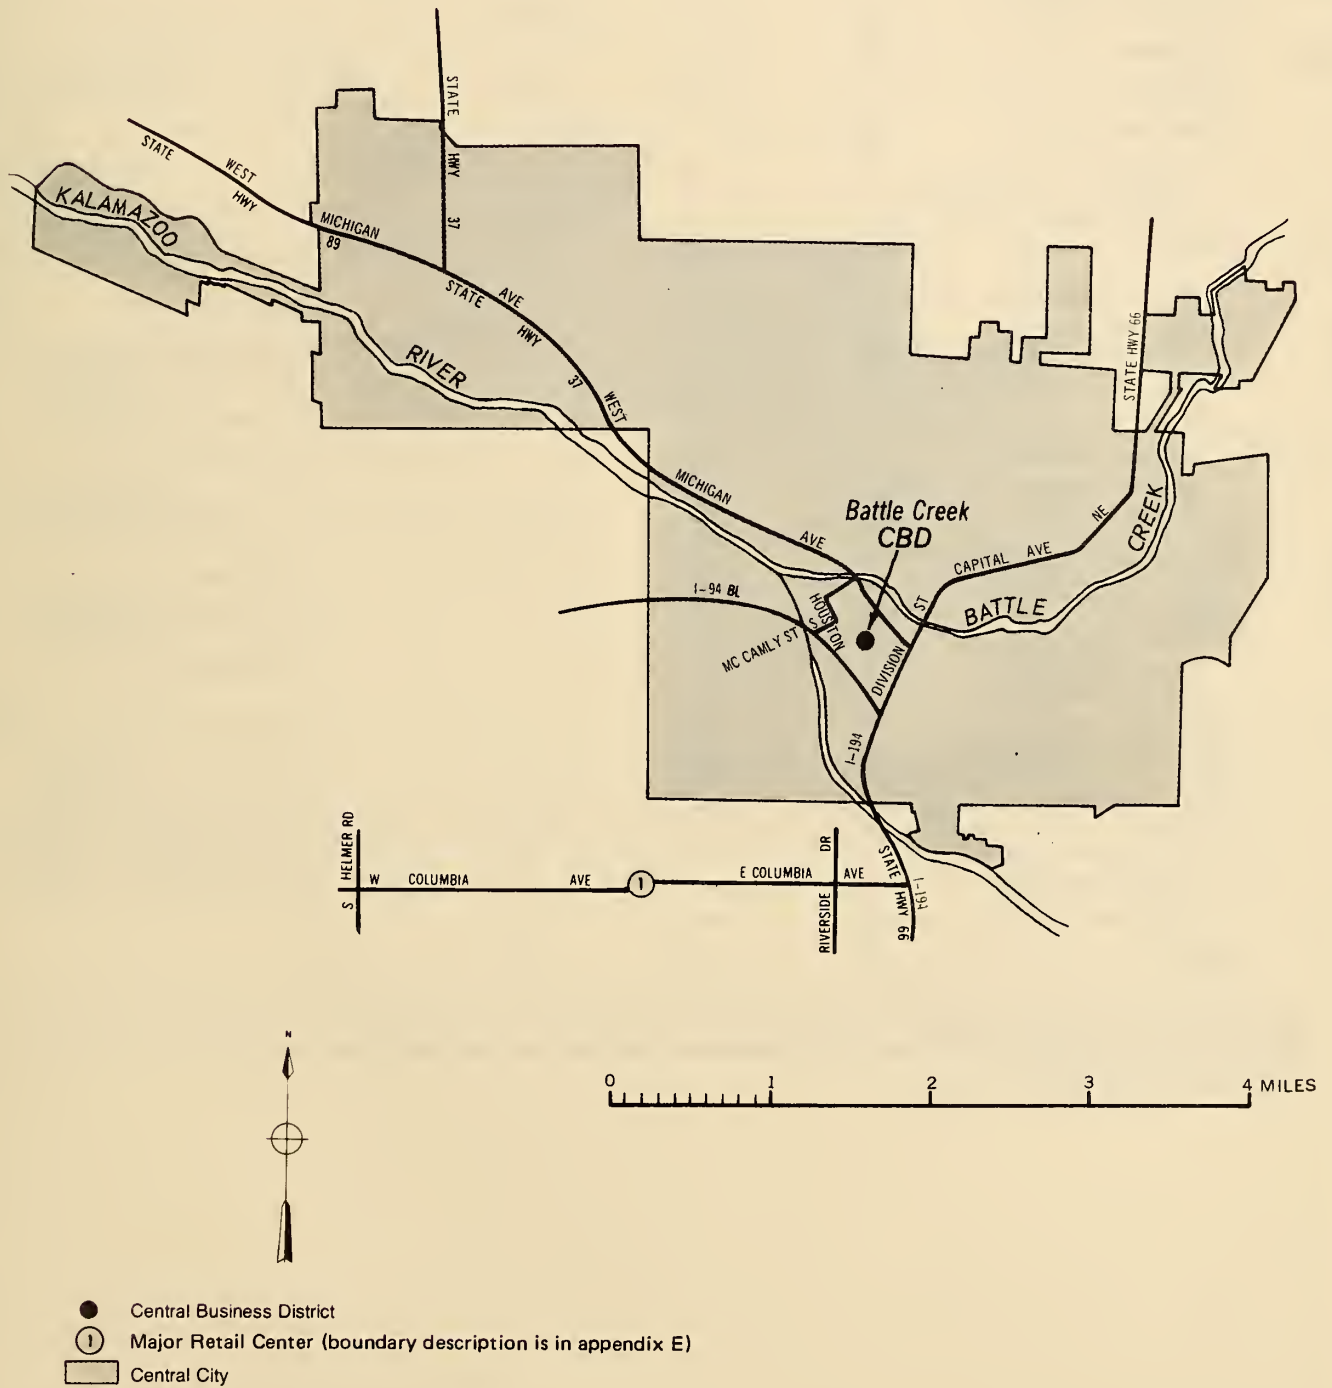 STATE HWY 37
STATE HWY 89
WEST MICHIGAN AVE
KALAMAZOO RIVER
STATE HWY 37
WEST MICHIGAN AVE
STATE HWY 66
Battle Creek
CBD
CAPITAL AVE NE
BATTLE CREEK
I-94 BL
HOUSTON
S
MC CAMLY ST
DIVISION ST
I-194
S HELMER RD
W COLUMBIA AVE
1
E COLUMBIA AVE
RIVERSIDE DR
STATE HWY 66
I-194
N
0 1 2 3 4 MILES
Central Business District
1 Major Retail Center (boundary description is in appendix E)
Central City